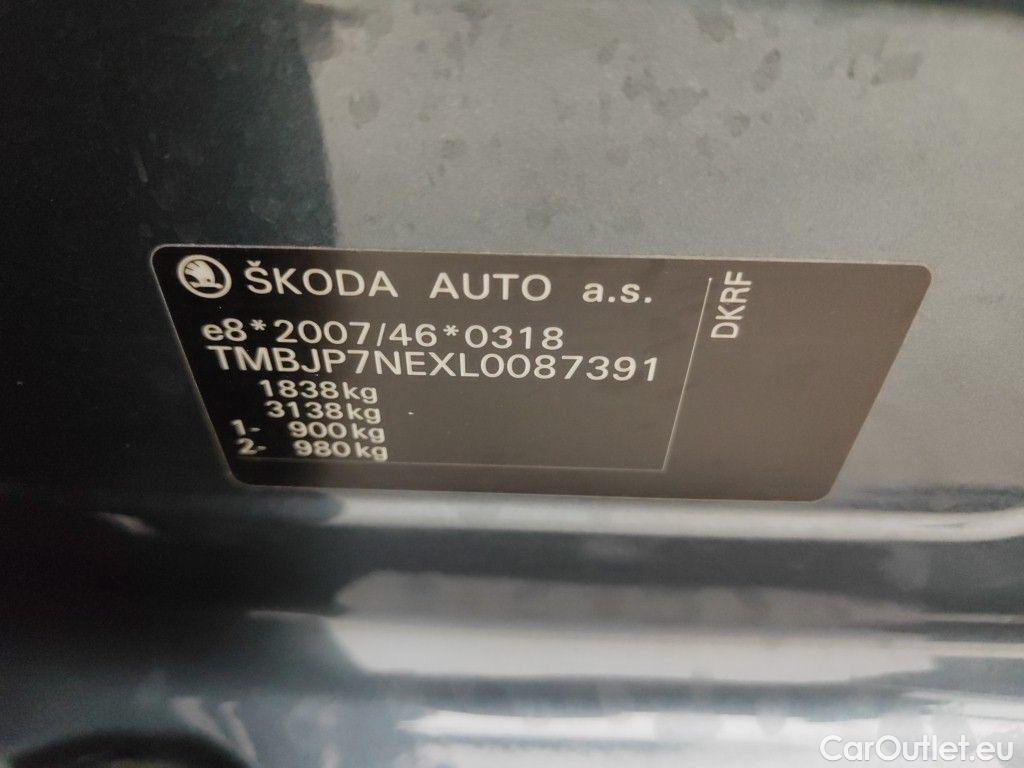 ŠKODA AUTO a.s.
e8*2007/46*0318
TMBJP7NEXL0087391
1838kg
3138kg
1- 900kg
2- 980kg
DKRF
CarOutlet.eu